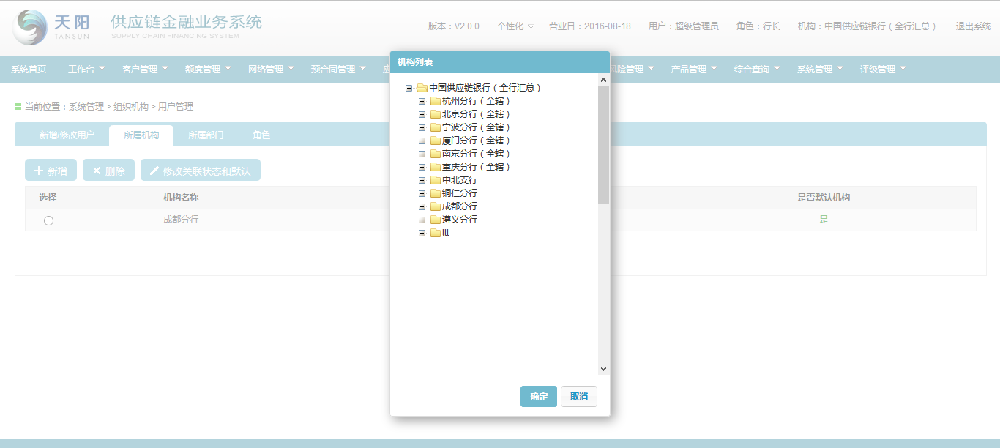 天阳
TANSUN
供应链金融业务系统
SUPPLY CHAIN FINANCING SYSTEM
版本：V2.0.0 个性化 营业日：2016-08-18 用户：超级管理员 角色：行长 机构：中国供应链银行（全行汇总） 退出系统
系统首页 工作台 客户管理 额度管理 网络管理 预合同管理 应 风险管理 产品管理 综合查询 系统管理 评级管理
当前位置：系统管理 > 组织机构 > 用户管理
新增/修改用户 所属机构 所属部门 角色
新增 删除 修改关联状态和默认
选择 机构名称 是否默认机构
成都分行 是
机构列表
中国供应链银行（全行汇总）
杭州分行（全辖）
北京分行（全辖）
宁波分行（全辖）
厦门分行（全辖）
南京分行（全辖）
重庆分行（全辖）
中北支行
铜仁分行
成都分行
遵义分行
ttt
确定 取消